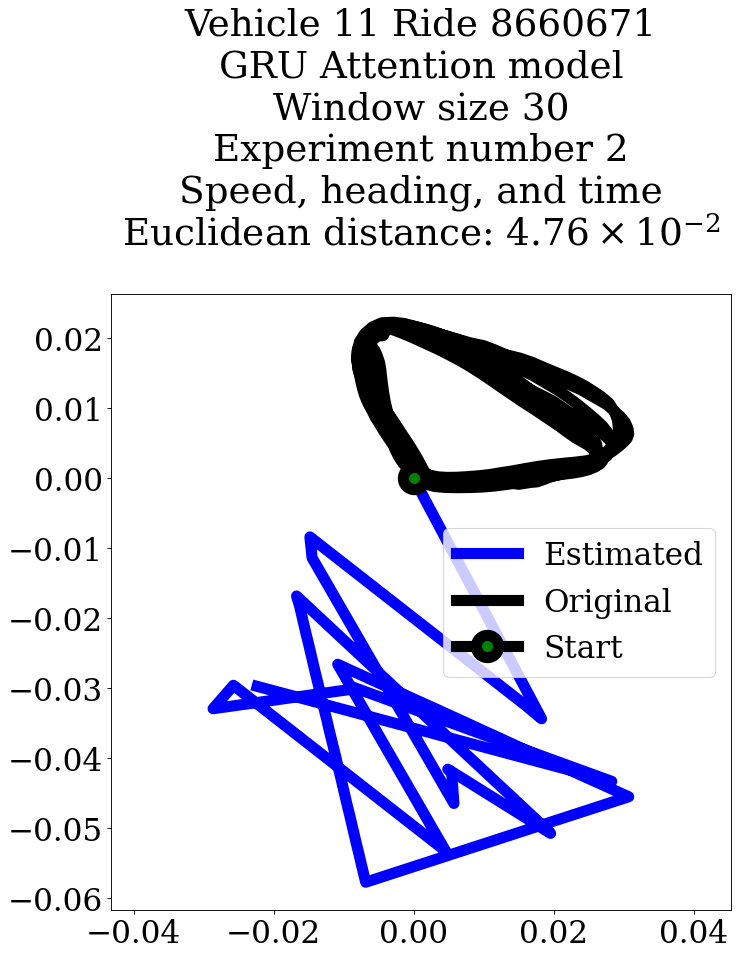 Vehicle 11 Ride 8660671
GRU Attention model
Window size 30
Experiment number 2
Speed, heading, and time
Euclidean distance: 4.76 × 10⁻²
0.02
0.01
0.00
−0.01
−0.02
−0.03
−0.04
−0.05
−0.06
Estimated
Original
Start
−0.04 −0.02 0.00 0.02 0.04